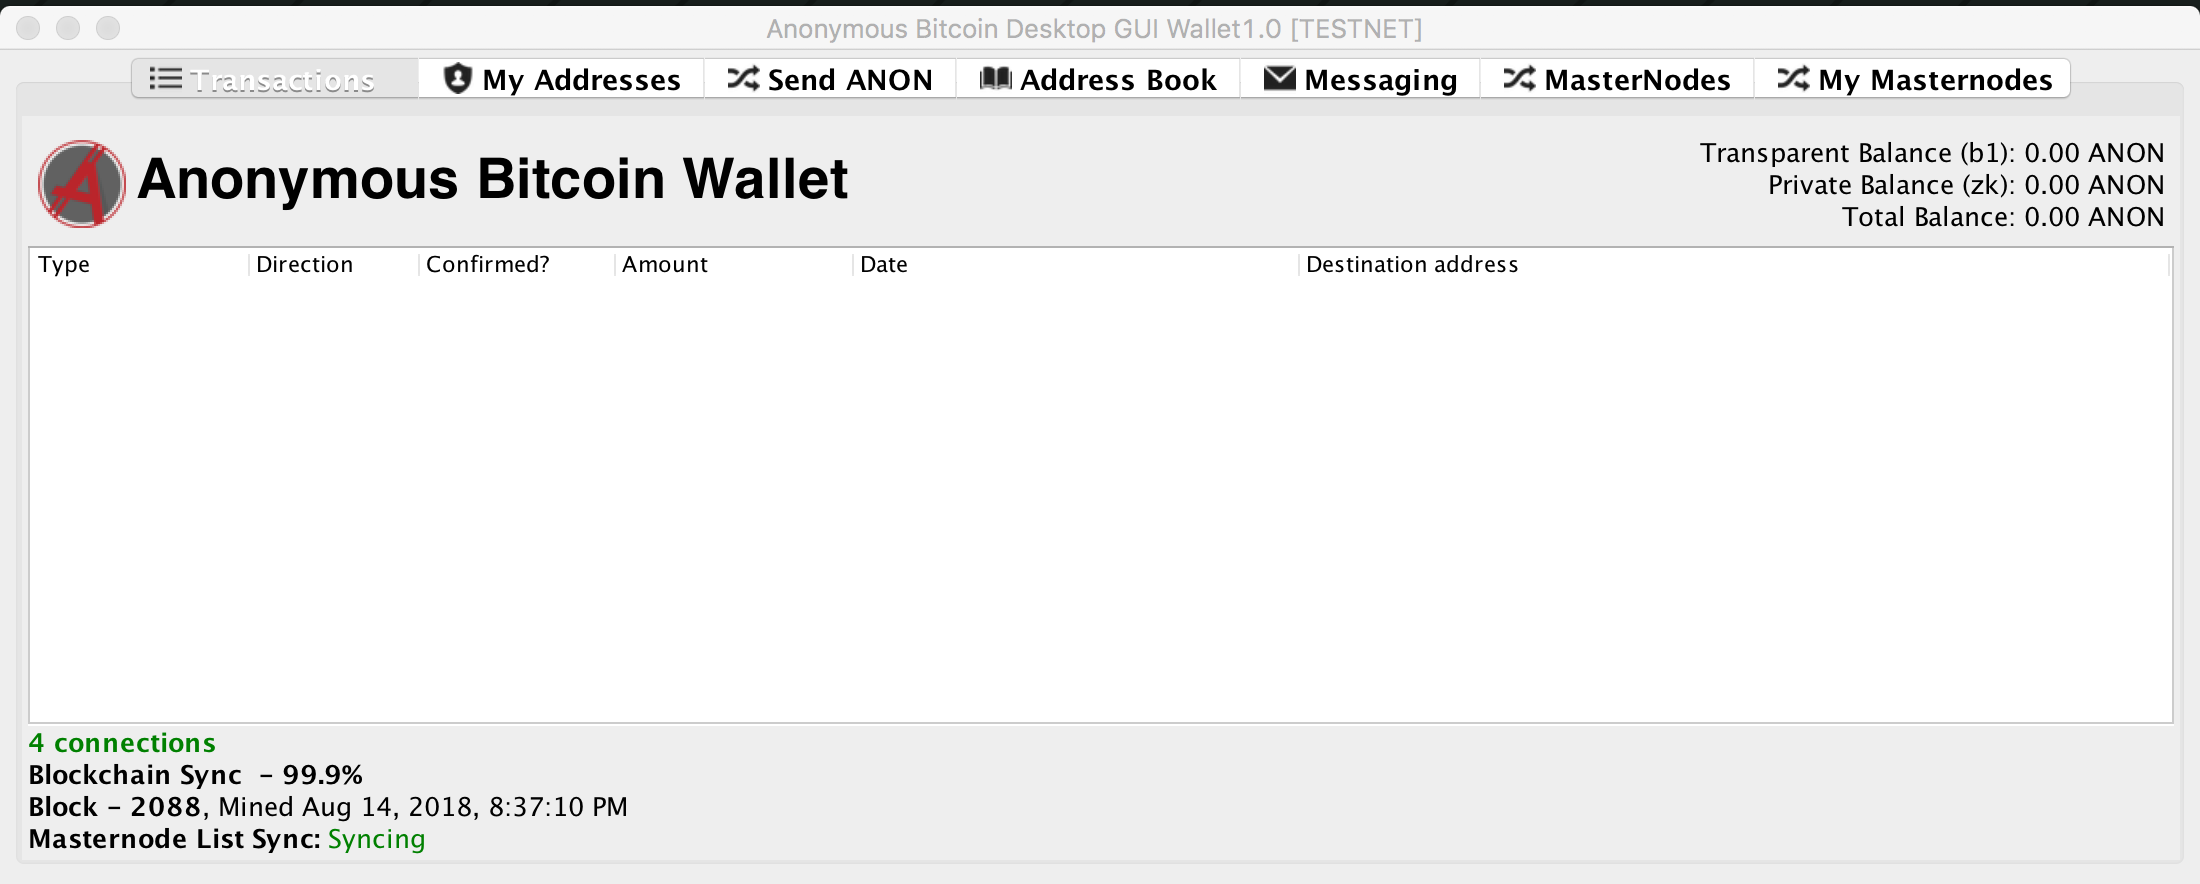 Anonymous Bitcoin Desktop GUI Wallet1.0 [TESTNET]
Transactions My Addresses Send ANON Address Book Messaging MasterNodes My Masternodes
Anonymous Bitcoin Wallet
Transparent Balance (b1): 0.00 ANON
Private Balance (zk): 0.00 ANON
Total Balance: 0.00 ANON
Type Direction Confirmed? Amount Date Destination address
4 connections
Blockchain Sync - 99.9%
Block - 2088, Mined Aug 14, 2018, 8:37:10 PM
Masternode List Sync: Syncing